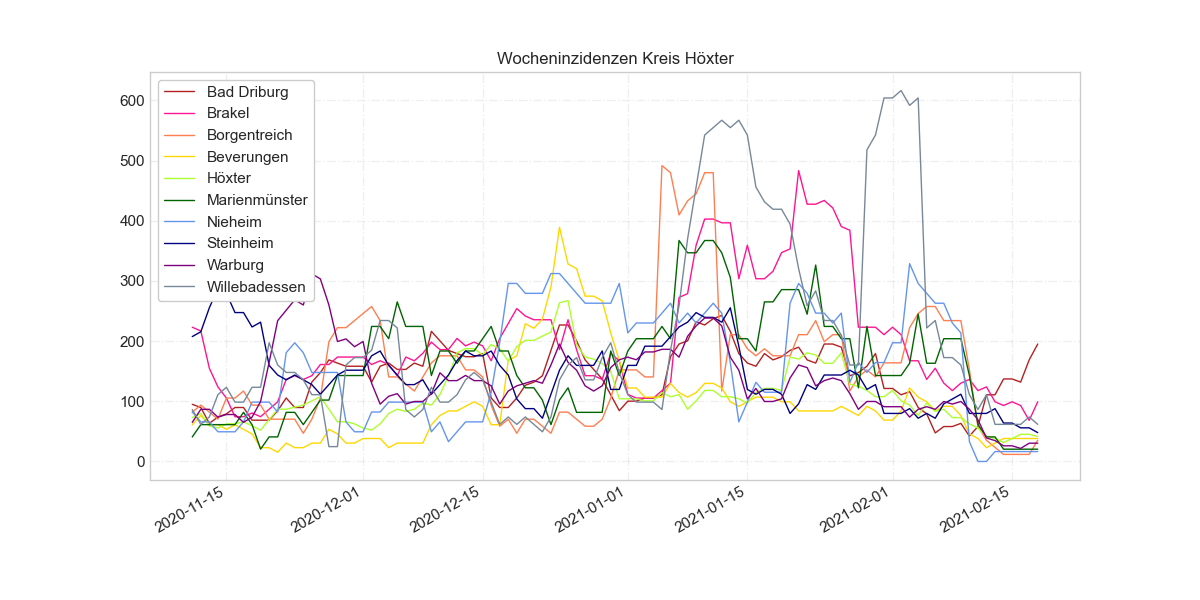 Wocheninzidenzen Kreis Höxter
Bad Driburg
Brakel
Borgentreich
Beverungen
Höxter
Marienmünster
Nieheim
Steinheim
Warburg
Willebadessen
600
500
400
300
200
100
0
2020-11-15
2020-12-01
2020-12-15
2021-01-01
2021-01-15
2021-02-01
2021-02-15